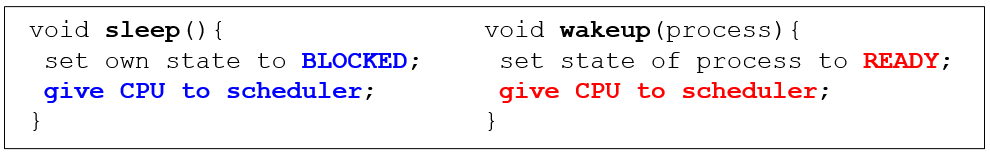 void sleep(){
set own state to BLOCKED;
give CPU to scheduler;
}
void wakeup(process){
set state of process to READY;
give CPU to scheduler;
}